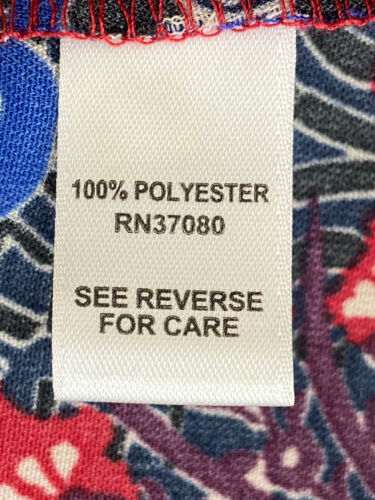 100% POLYESTER
RN37080
SEE REVERSE
FOR CARE